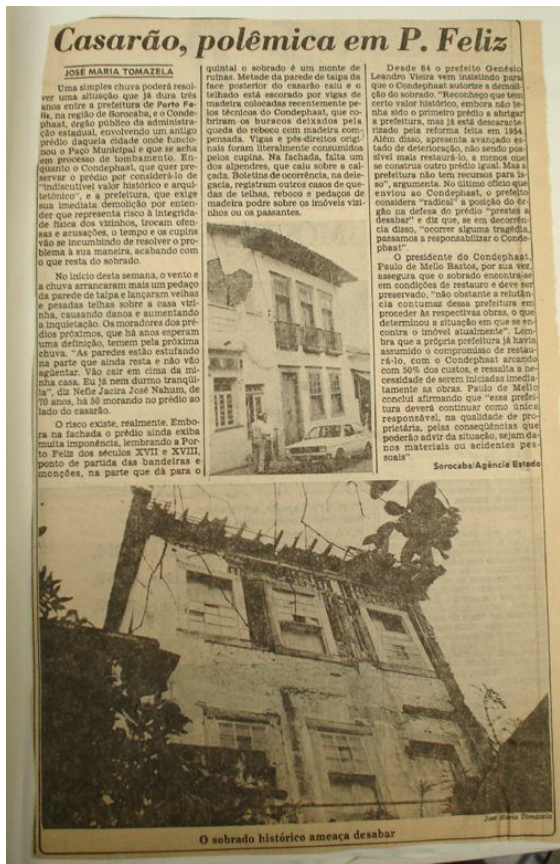 Casarão, polêmica em P. Feliz
JOSÉ MARIA TOMAZELA
Uma simples chuva poderá resol-
ver uma situação que já dura três
anos entre a prefeitura de Porto Fe-
liz, na região de Sorocaba, e o Conde-
phaat, órgão público da administra-
ção estadual, envolvendo um antigo
prédio daquela cidade onde funcio-
nou o Paço Municipal e que se acha
em processo de tombamento. En-
quanto o Condephaat, que quer pre-
servar o prédio por considerá-lo de
"indiscutível valor histórico e arqui-
tetônico", e a prefeitura, que exige
sua imediata demolição por enten-
der que representa risco à integrida-
de física dos vizinhos, trocam ofen-
sas e acusações, o tempo e os cupins
vão se incumbindo de resolver o pro-
blema à sua maneira, acabando com
o que resta do sobrado.
No início desta semana, o vento e
a chuva arrancaram mais um pedaço
da parede de taipa e lançaram velhas
e pesadas telhas sobre a casa vizi-
nha, causando danos e aumentando
a inquietação. Os moradores dos pré-
dios próximos, que há anos esperam
uma definição, temem pela próxima
chuva. "As paredes estão estufando
na parte que ainda resta e não vão
agüentar. Vão cair em cima da mi-
nha casa. Eu já nem durmo tranqüi-
la", diz Nefle Jacira José Nahum, de
70 anos, há 50 morando no prédio ao
lado do casarão.
O risco existe, realmente. Embo-
ra na fachada o prédio ainda exiba
muita imponência, lembrando a Por-
to Feliz dos séculos XVII e XVIII,
ponto de partida das bandeiras e
monções, na parte que dá para o
quintal o sobrado é um monte de
ruínas. Metade da parede de taipa da
face posterior do casarão caiu e o
telhado está escorado por vigas de
madeira colocadas recentemente pe-
los técnicos do Condephaat, que co-
briram os buracos deixados pela
queda do reboco com madeira com-
pensada. Vigas e pés-direitos origi-
nais foram literalmente consumidos
pelos cupins. Na fachada, falta um
dos alpendres, que caiu sobre a cal-
çada. Boletins de ocorrência, na dele-
gacia, registram outros casos de que-
das de telhas, reboco e pedaços de
madeira podre sobre os imóveis vizi-
nhos ou os passantes.
Desde 84 o prefeito Genésio
Leandro Vieira vem insistindo para
que o Condephaat autorize a demoli-
ção do sobrado. "Reconheço que tem
certo valor histórico, embora não te-
nha sido o primeiro prédio a abrigar
a prefeitura, mas já está descaracte-
rizado pela reforma feita em 1954.
Além disso, apresenta avançado es-
tado de deterioração, não sendo pos-
sível mais restaurá-lo, a menos que
se construa outro prédio igual. Mas a
prefeitura não tem recursos para is-
so", argumenta. No último ofício que
enviou ao Condephaat, o prefeito
considera "radical" a posição do ór-
gão na defesa do prédio "prestes a
desabar" e diz que, se em decorrên-
cia disso, "ocorrer alguma tragédia,
passamos a responsabilizar o Conde-
phaat".
O presidente do Condephaat,
Paulo de Mello Bastos, por sua vez,
assegura que o sobrado encontra-se
em condições de restauro e deve ser
preservado, "não obstante a relutân-
cia contumaz dessa prefeitura em
proceder às respectivas obras, o que
determinou a situação em que se en-
contra o imóvel atualmente". Lem-
bra que a própria prefeitura já havia
assumido o compromisso de restau-
rá-lo, com o Condephaat arcando
com 50% dos custos, e ressalta a ne-
cessidade de serem iniciadas imedia-
tamente as obras. Paulo de Mello
conclui afirmando que "essa prefei-
tura deverá continuar como única
responsável, na qualidade de pro-
prietária, pelas conseqüências que
poderão advir da situação, sejam da-
nos materiais ou acidentes pes-
soais".
Sorocaba/Agência Estado
José Maria Tomazela
O sobrado histórico ameaça desabar